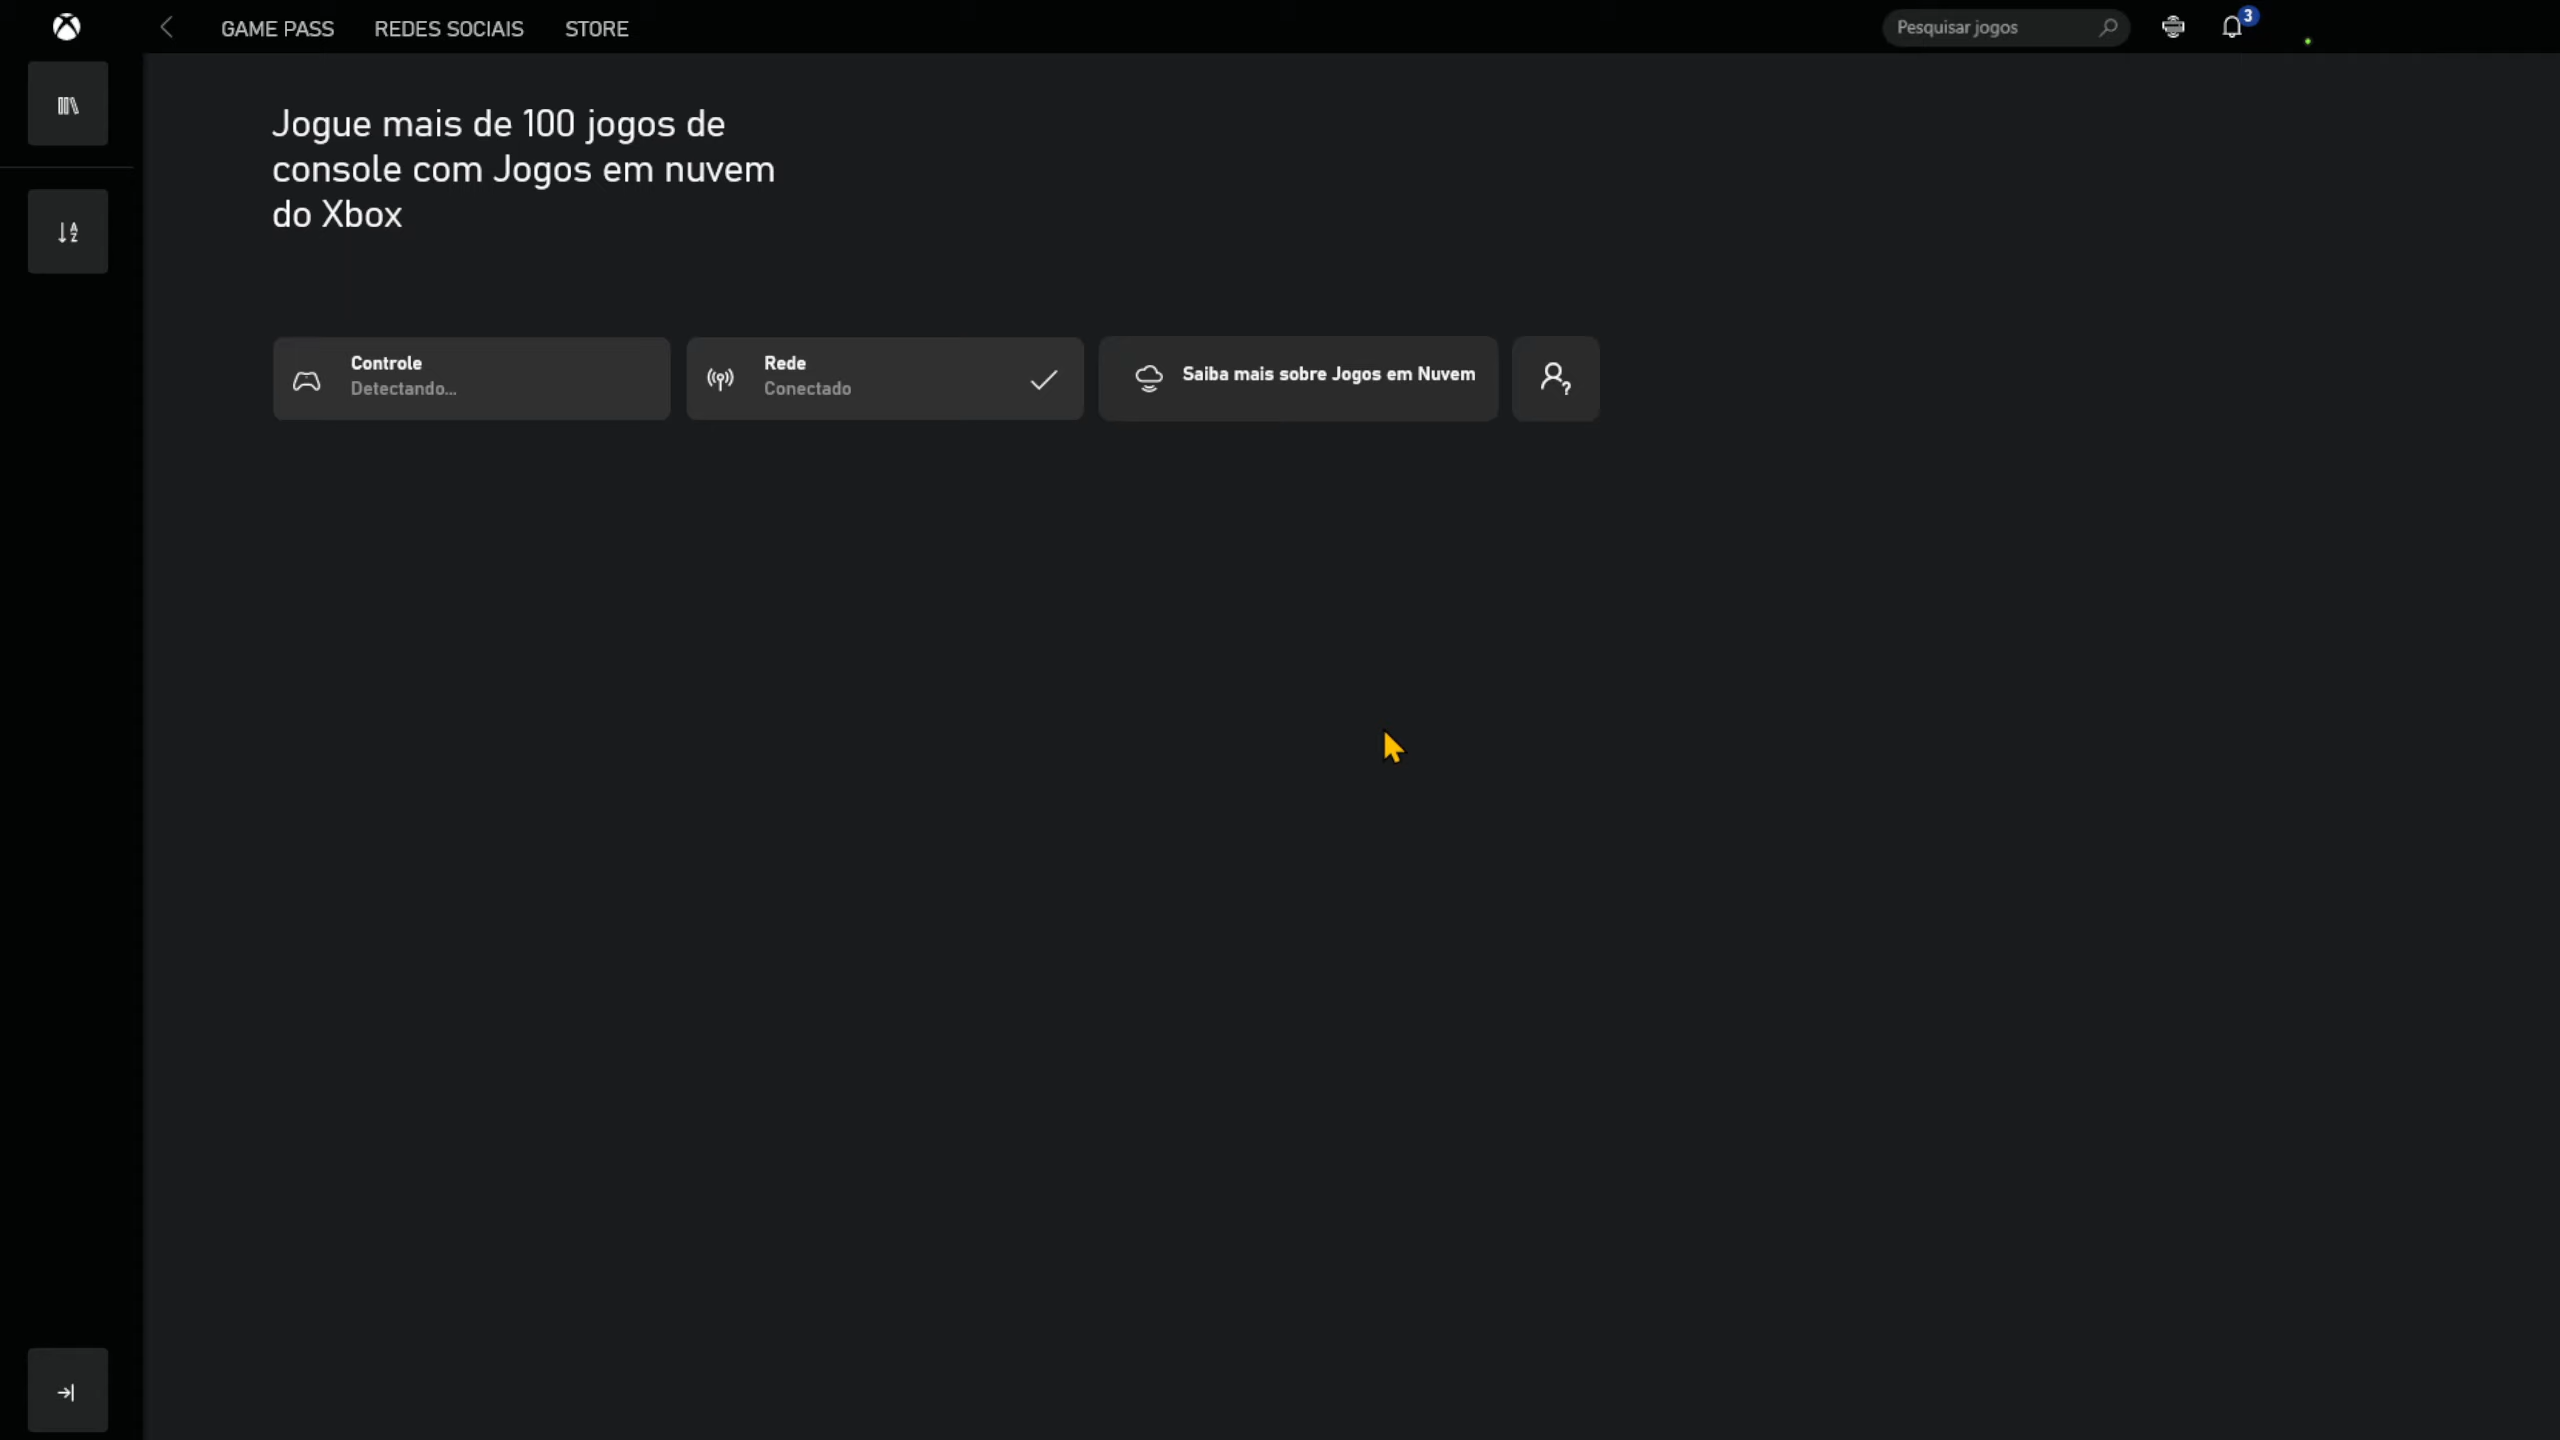 GAME PASS
REDES SOCIAIS
STORE
Pesquisar jogos
3
A
Z
Jogue mais de 100 jogos de
console com Jogos em nuvem
do Xbox
Controle
Detectando...
Rede
Conectado
Saiba mais sobre Jogos em Nuvem